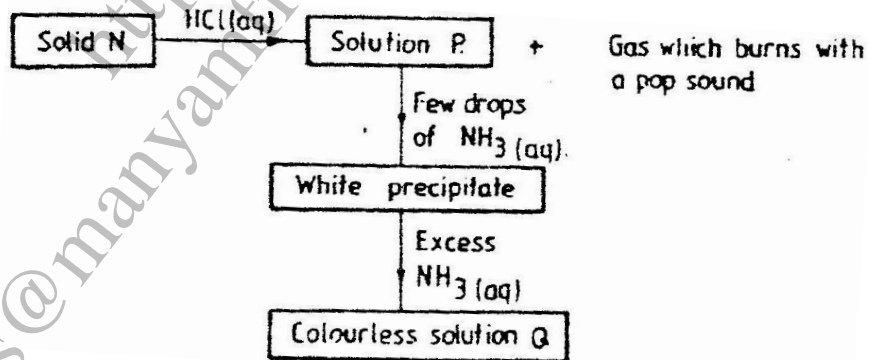 HCl(aq)
Solid N
Solution P.
+
Gas which burns with
a pop sound
Few drops
of NH3 (aq).
White precipitate
Excess
NH3 (aq)
Colourless solution Q